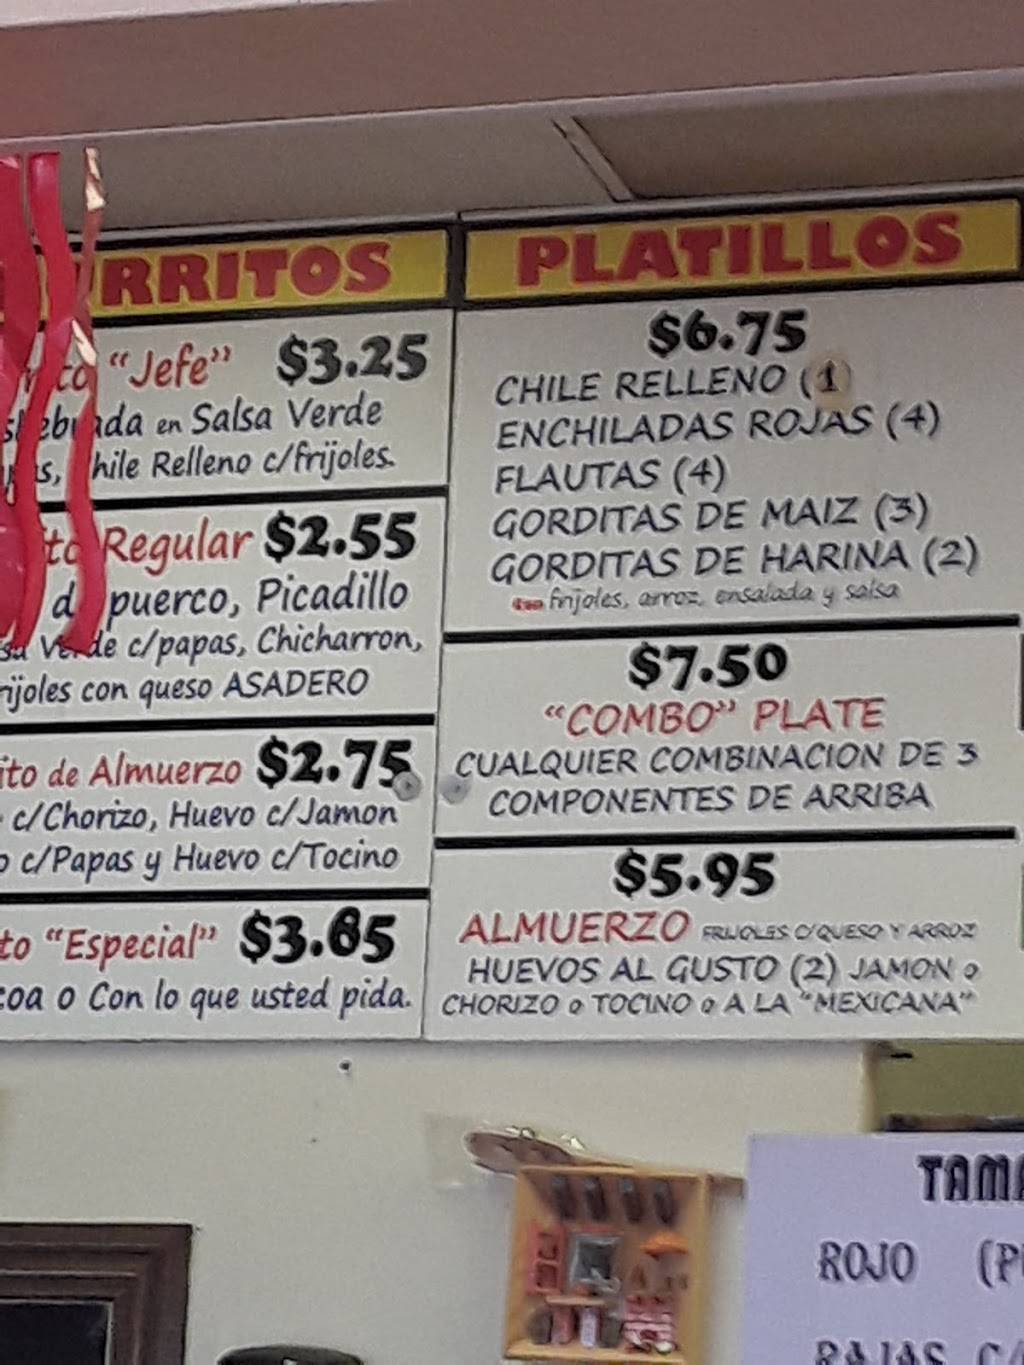 RRITOS
"Jefe" $3.25
en Salsa Verde
hile Relleno c/frijoles.
Regular $2.55
d puerco, Picadillo
Verde c/papas, Chicharron,
rijoles con queso ASADERO
ito de Almuerzo $2.75
c/Chorizo, Huevo c/Jamon
o c/Papas y Huevo c/Tocino
to "Especial" $3.65
coa o Con lo que usted pida.
PLATILLOS
$6.75
CHILE RELLENO (1
ENCHILADAS ROJAS (4)
FLAUTAS (4)
GORDITAS DE MAIZ (3)
GORDITAS DE HARINA (2)
frijoles, arroz, ensalada y salsa
$7.50
"COMBO" PLATE
CUALQUIER COMBINACION DE 3
COMPONENTES DE ARRIBA
$5.95
ALMUERZO FRIJOLES C/QUESO Y ARROZ
HUEVOS AL GUSTO (2) JAMON o
CHORIZO o TOCINO o A LA "MEXICANA"
TAMA
ROJO (P
RAJAS C/